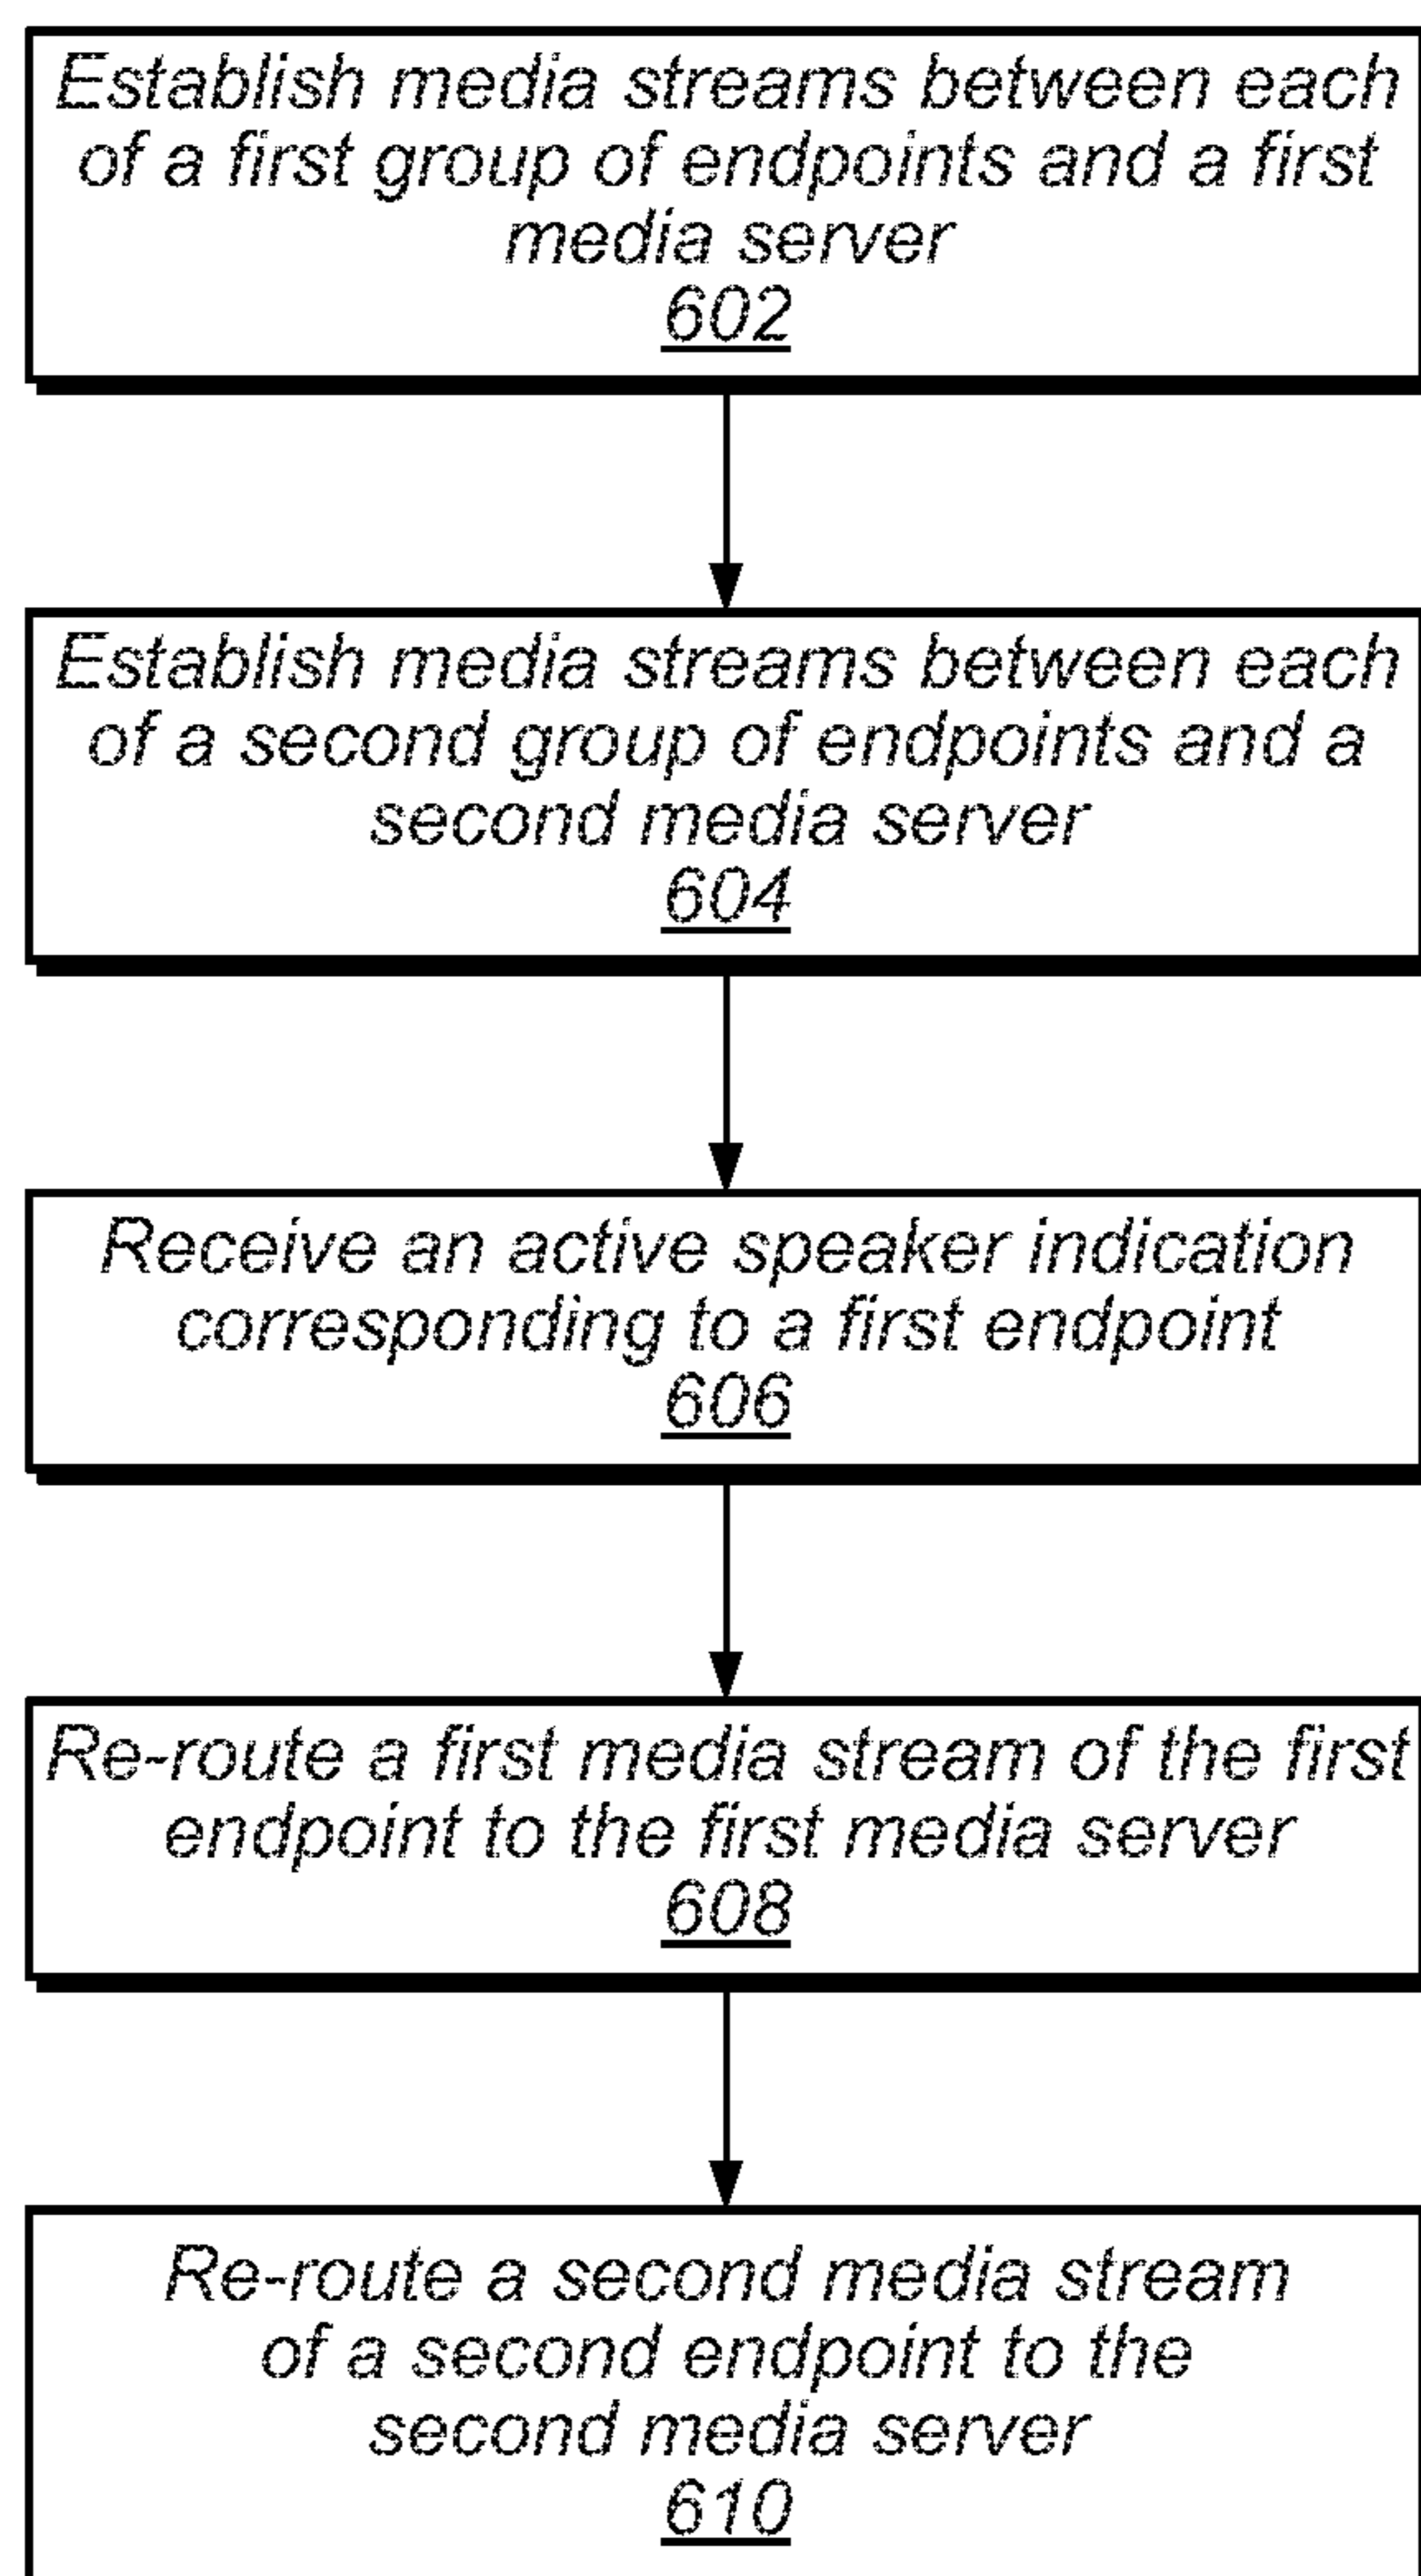 Establish media streams between each
of a first group of endpoints and a first
media server
602
Establish media streams between each
of a second group of endpoints and a
second media server
604
Receive an active speaker indication
corresponding to a first endpoint
606
Re-route a first media stream of the first
endpoint to the first media server
608
Re-route a second media stream
of a second endpoint to the
second media server
610